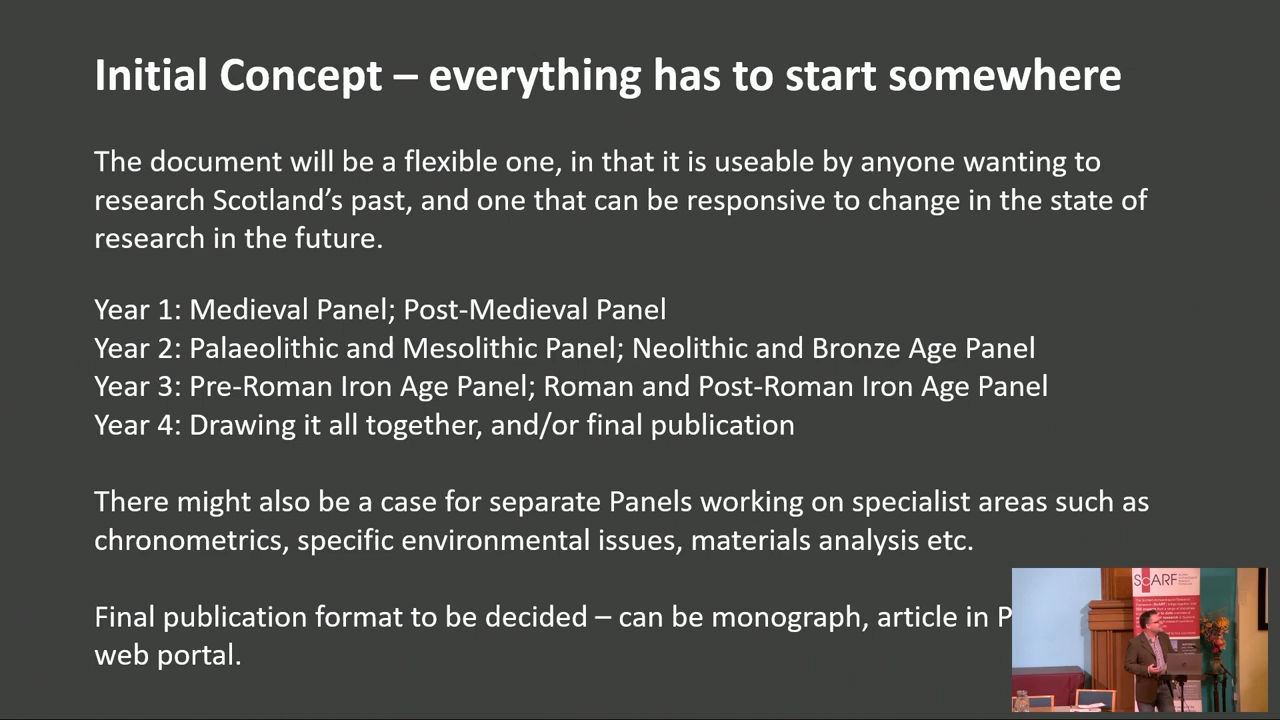 Initial Concept – everything has to start somewhere
The document will be a flexible one, in that it is useable by anyone wanting to
research Scotland’s past, and one that can be responsive to change in the state of
research in the future.
Year 1: Medieval Panel; Post-Medieval Panel
Year 2: Palaeolithic and Mesolithic Panel; Neolithic and Bronze Age Panel
Year 3: Pre-Roman Iron Age Panel; Roman and Post-Roman Iron Age Panel
Year 4: Drawing it all together, and/or final publication
There might also be a case for separate Panels working on specialist areas such as
chronometrics, specific environmental issues, materials analysis etc.
Final publication format to be decided – can be monograph, article in P
web portal.
ScARF